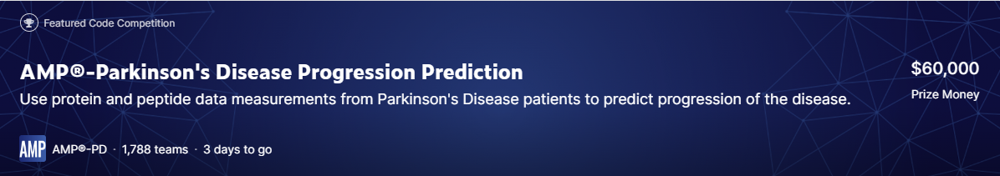 Featured Code Competition
AMP®-Parkinson's Disease Progression Prediction
$60,000
Use protein and peptide data measurements from Parkinson's Disease patients to predict progression of the disease.
Prize Money
AMP AMP®-PD · 1,788 teams · 3 days to go